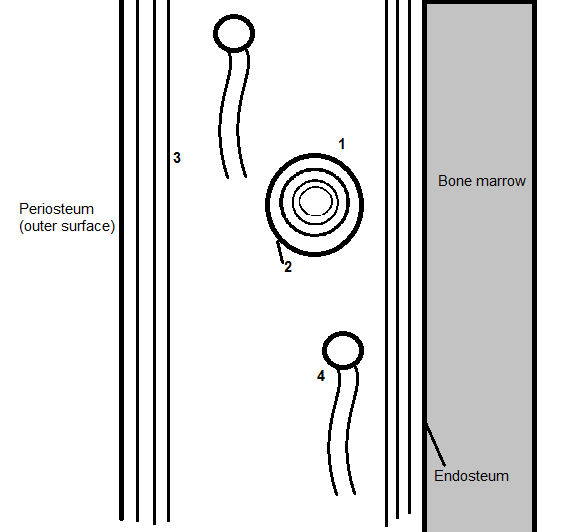 1
3
Bone marrow
Periosteum
(outer surface)
2
4
Endosteum